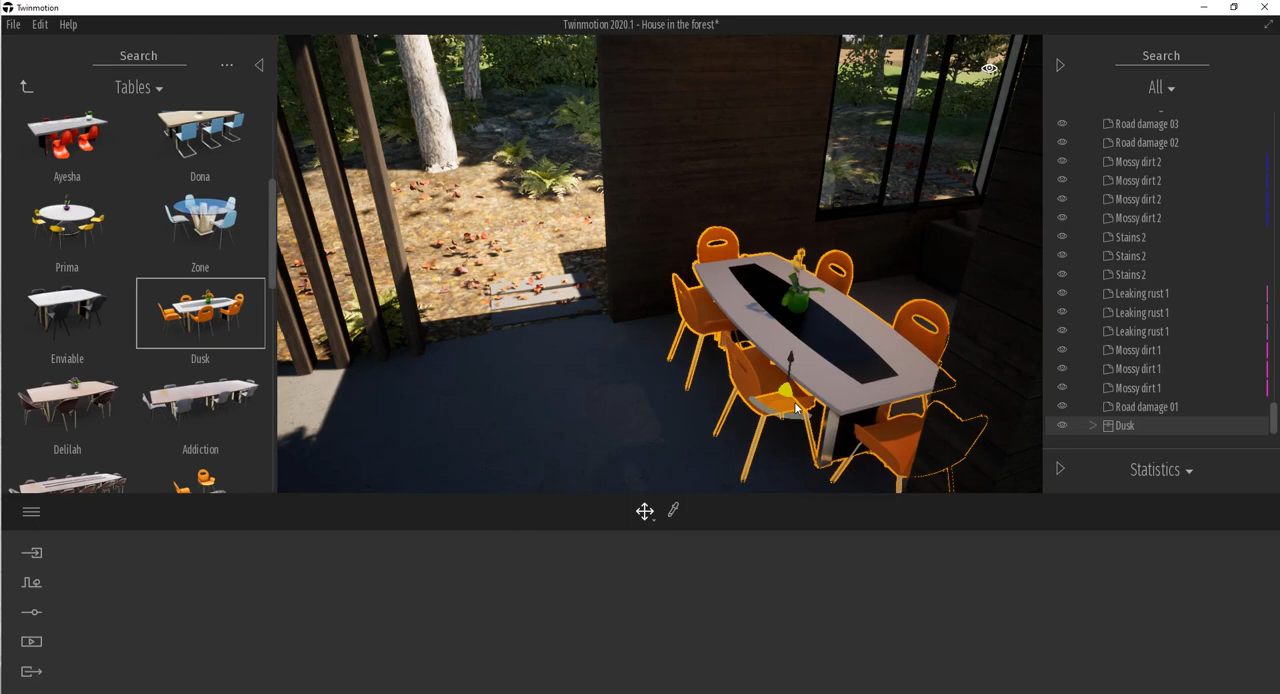 Twinmotion
File Edit Help
Twinmotion 2020.1 - House in the forest*
Search
Tables
Ayesha
Dona
Prima
Zone
Enviable
Dusk
Delilah
Addiction
Search
All
Road damage 03
Road damage 02
Mossy dirt 2
Mossy dirt 2
Mossy dirt 2
Mossy dirt 2
Stains 2
Stains 2
Stains 2
Leaking rust 1
Leaking rust 1
Leaking rust 1
Mossy dirt 1
Mossy dirt 1
Mossy dirt 1
Road damage 01
Dusk
Statistics